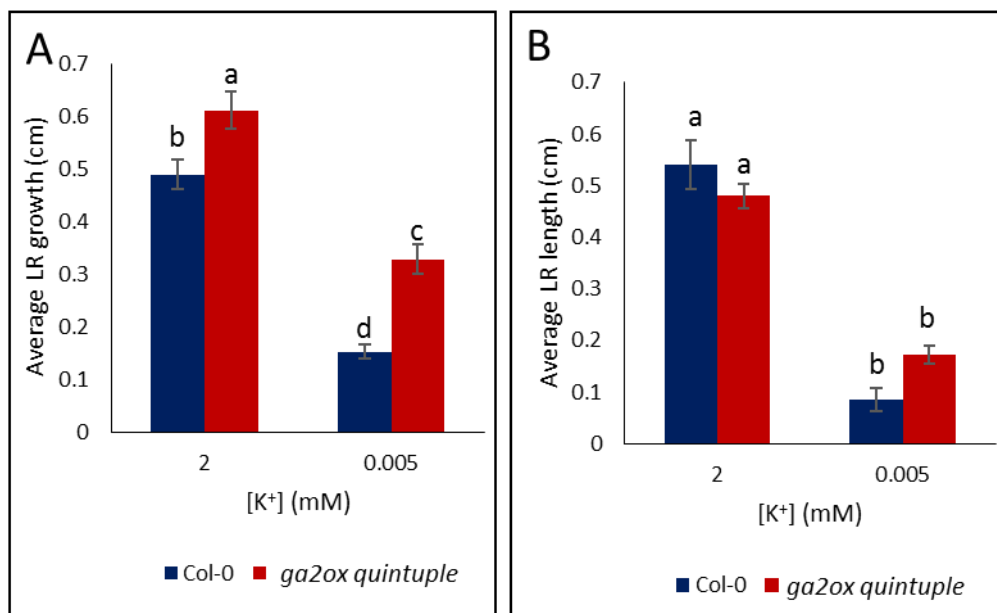 A
Average LR growth (cm)
0.7
0.6
0.5
0.4
0.3
0.2
0.1
0
b
a
d
c
2
0.005
[K⁺] (mM)
Col-0
ga2ox quintuple
B
Average LR length (cm)
0.7
0.6
0.5
0.4
0.3
0.2
0.1
0
a
a
b
b
2
0.005
[K⁺] (mM)
Col-0
ga2ox quintuple